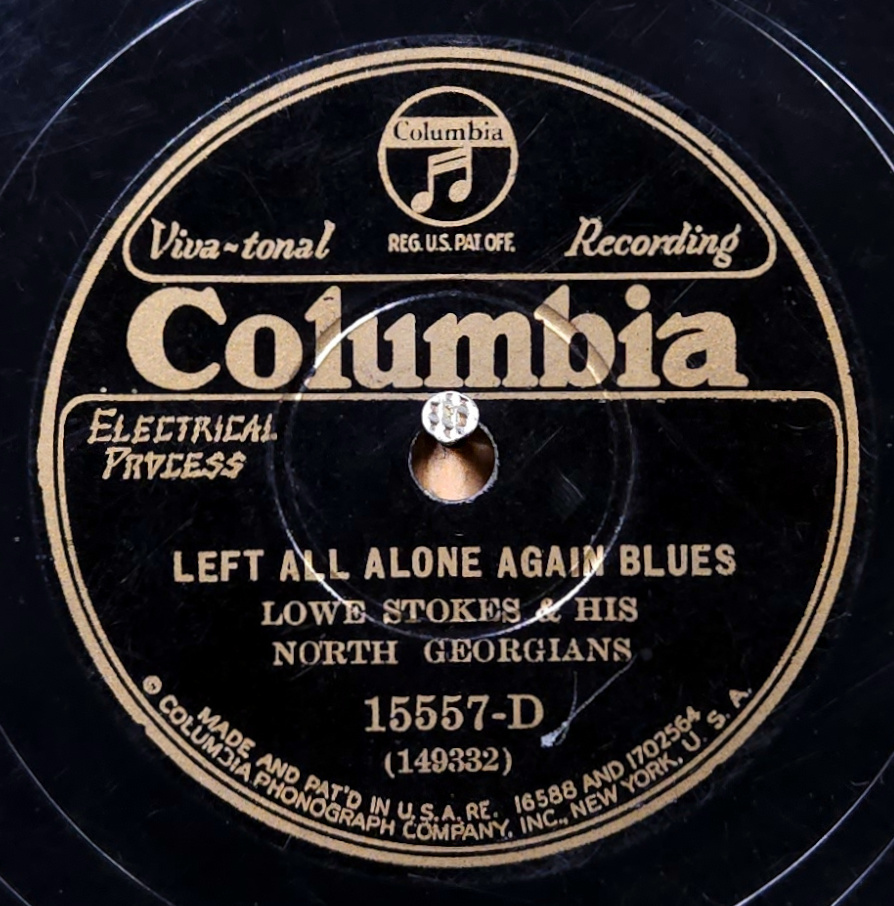 Columbia
REG. U.S. PAT. OFF.
Viva~tonal Recording
Columbia
ELECTRICAL
PROCESS
LEFT ALL ALONE AGAIN BLUES
LOWE STOKES & HIS
NORTH GEORGIANS
15557-D
(149332)
MADE AND PAT'D IN U.S.A. RE. 16588 AND 1702564
COLUMBIA PHONOGRAPH COMPANY, INC., NEW YORK, U. S. A.